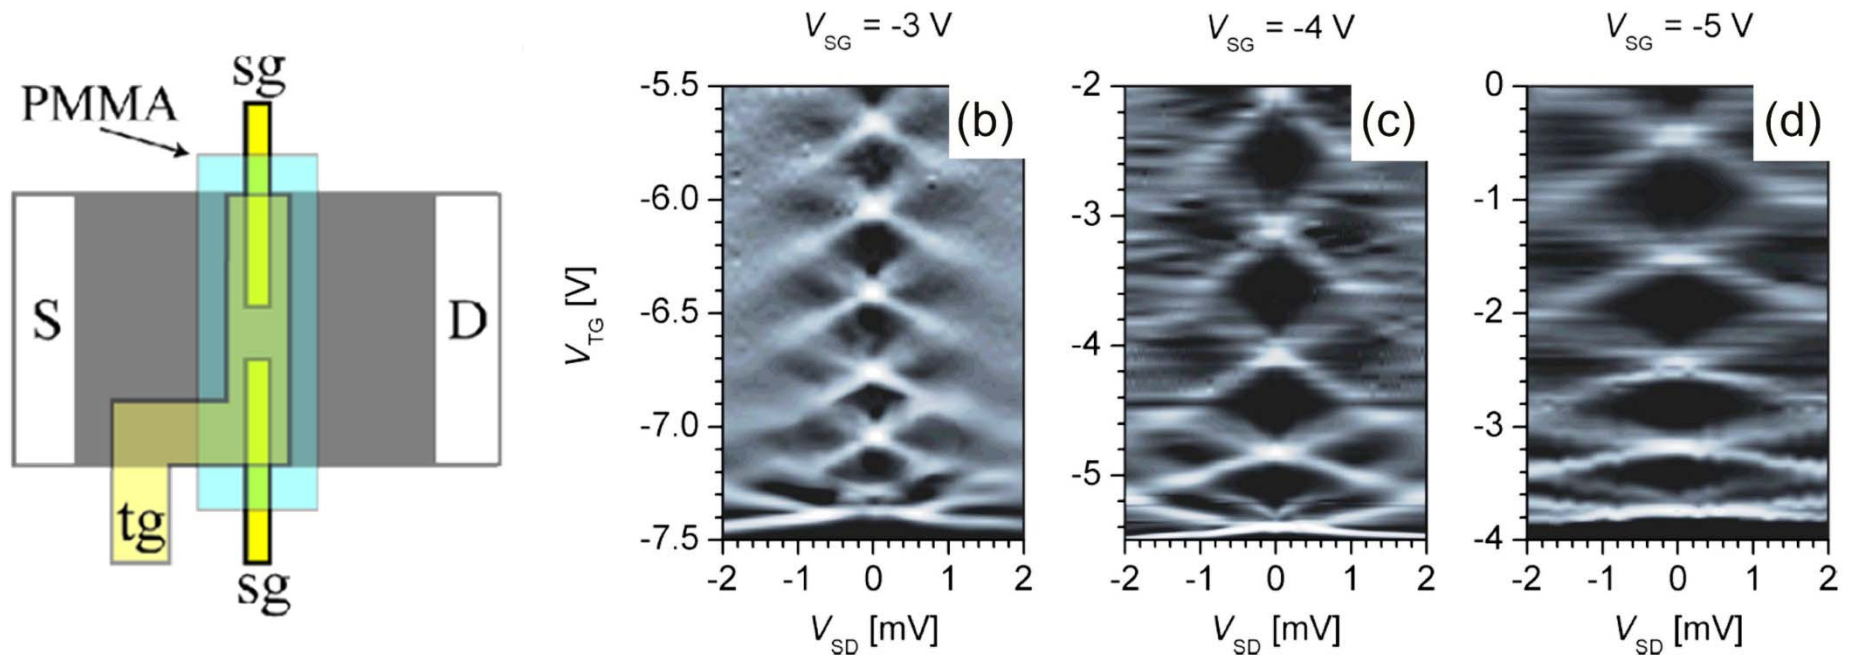 sg
PMMA
S
D
tg
sg
V_SG = -3 V
(b)
-5.5
-6.0
-6.5
-7.0
-7.5
V_TG [V]
-2 -1 0 1 2
V_SD [mV]
V_SG = -4 V
(c)
-2
-3
-4
-5
-2 -1 0 1 2
V_SD [mV]
V_SG = -5 V
(d)
0
-1
-2
-3
-4
-2 -1 0 1 2
V_SD [mV]